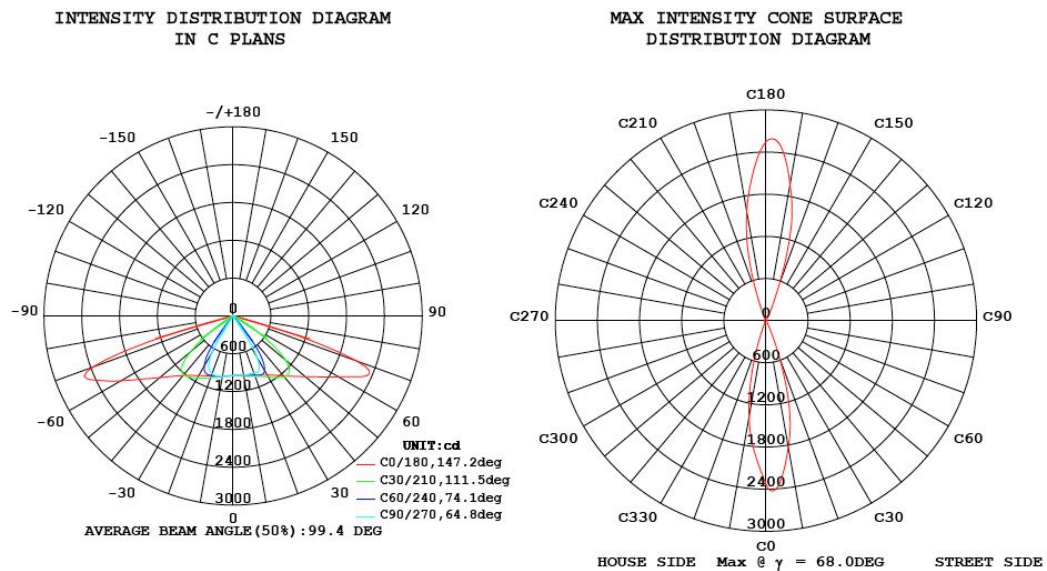 INTENSITY DISTRIBUTION DIAGRAM
IN C PLANS
-/+180
-150
150
-120
120
-90
90
-60
60
-30
30
0
0
600
1200
1800
2400
3000
UNIT:cd
C0/180,147.2deg
C30/210,111.5deg
C60/240,74.1deg
C90/270,64.8deg
AVERAGE BEAM ANGLE(50%):99.4 DEG
MAX INTENSITY CONE SURFACE
DISTRIBUTION DIAGRAM
C180
C210
C150
C240
C120
C270
C90
C300
C60
C330
C30
C0
0
600
1200
1800
2400
3000
HOUSE SIDE Max @ γ = 68.0DEG STREET SIDE